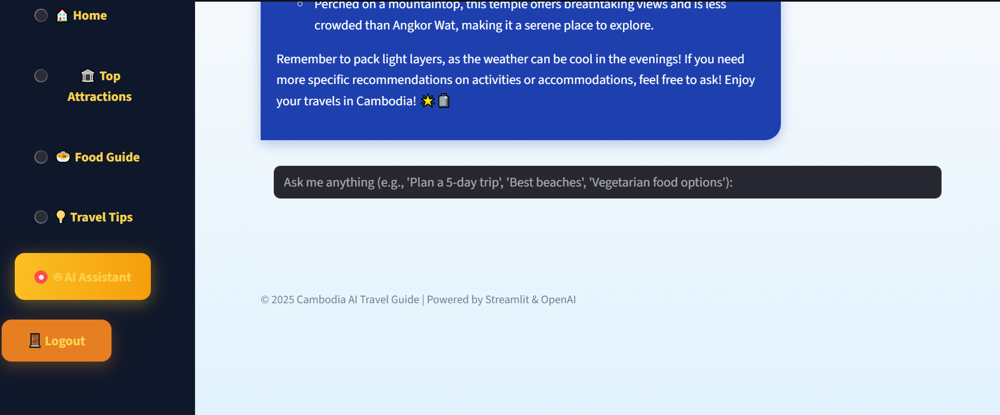 Home
Top
Attractions
Food Guide
Travel Tips
AI Assistant
Logout
Perched on a mountaintop, this temple offers breathtaking views and is less
crowded than Angkor Wat, making it a serene place to explore.
Remember to pack light layers, as the weather can be cool in the evenings! If you need
more specific recommendations on activities or accommodations, feel free to ask! Enjoy
your travels in Cambodia!
Ask me anything (e.g., 'Plan a 5-day trip', 'Best beaches', 'Vegetarian food options'):
© 2025 Cambodia AI Travel Guide | Powered by Streamlit & OpenAI